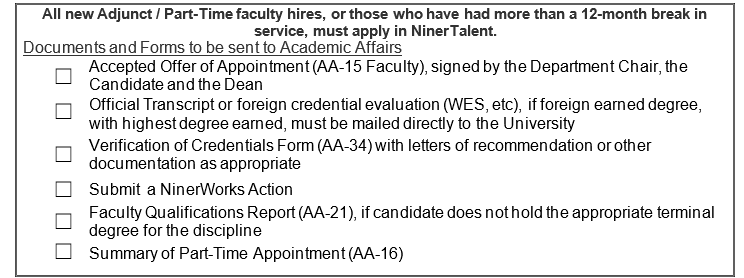 All new Adjunct / Part-Time faculty hires, or those who have had more than a 12-month break in
service, must apply in NinerTalent.
Documents and Forms to be sent to Academic Affairs
☐ Accepted Offer of Appointment (AA-15 Faculty), signed by the Department Chair, the
Candidate and the Dean
☐ Official Transcript or foreign credential evaluation (WES, etc), if foreign earned degree,
with highest degree earned, must be mailed directly to the University
☐ Verification of Credentials Form (AA-34) with letters of recommendation or other
documentation as appropriate
☐ Submit a NinerWorks Action
☐ Faculty Qualifications Report (AA-21), if candidate does not hold the appropriate terminal
degree for the discipline
☐ Summary of Part-Time Appointment (AA-16)